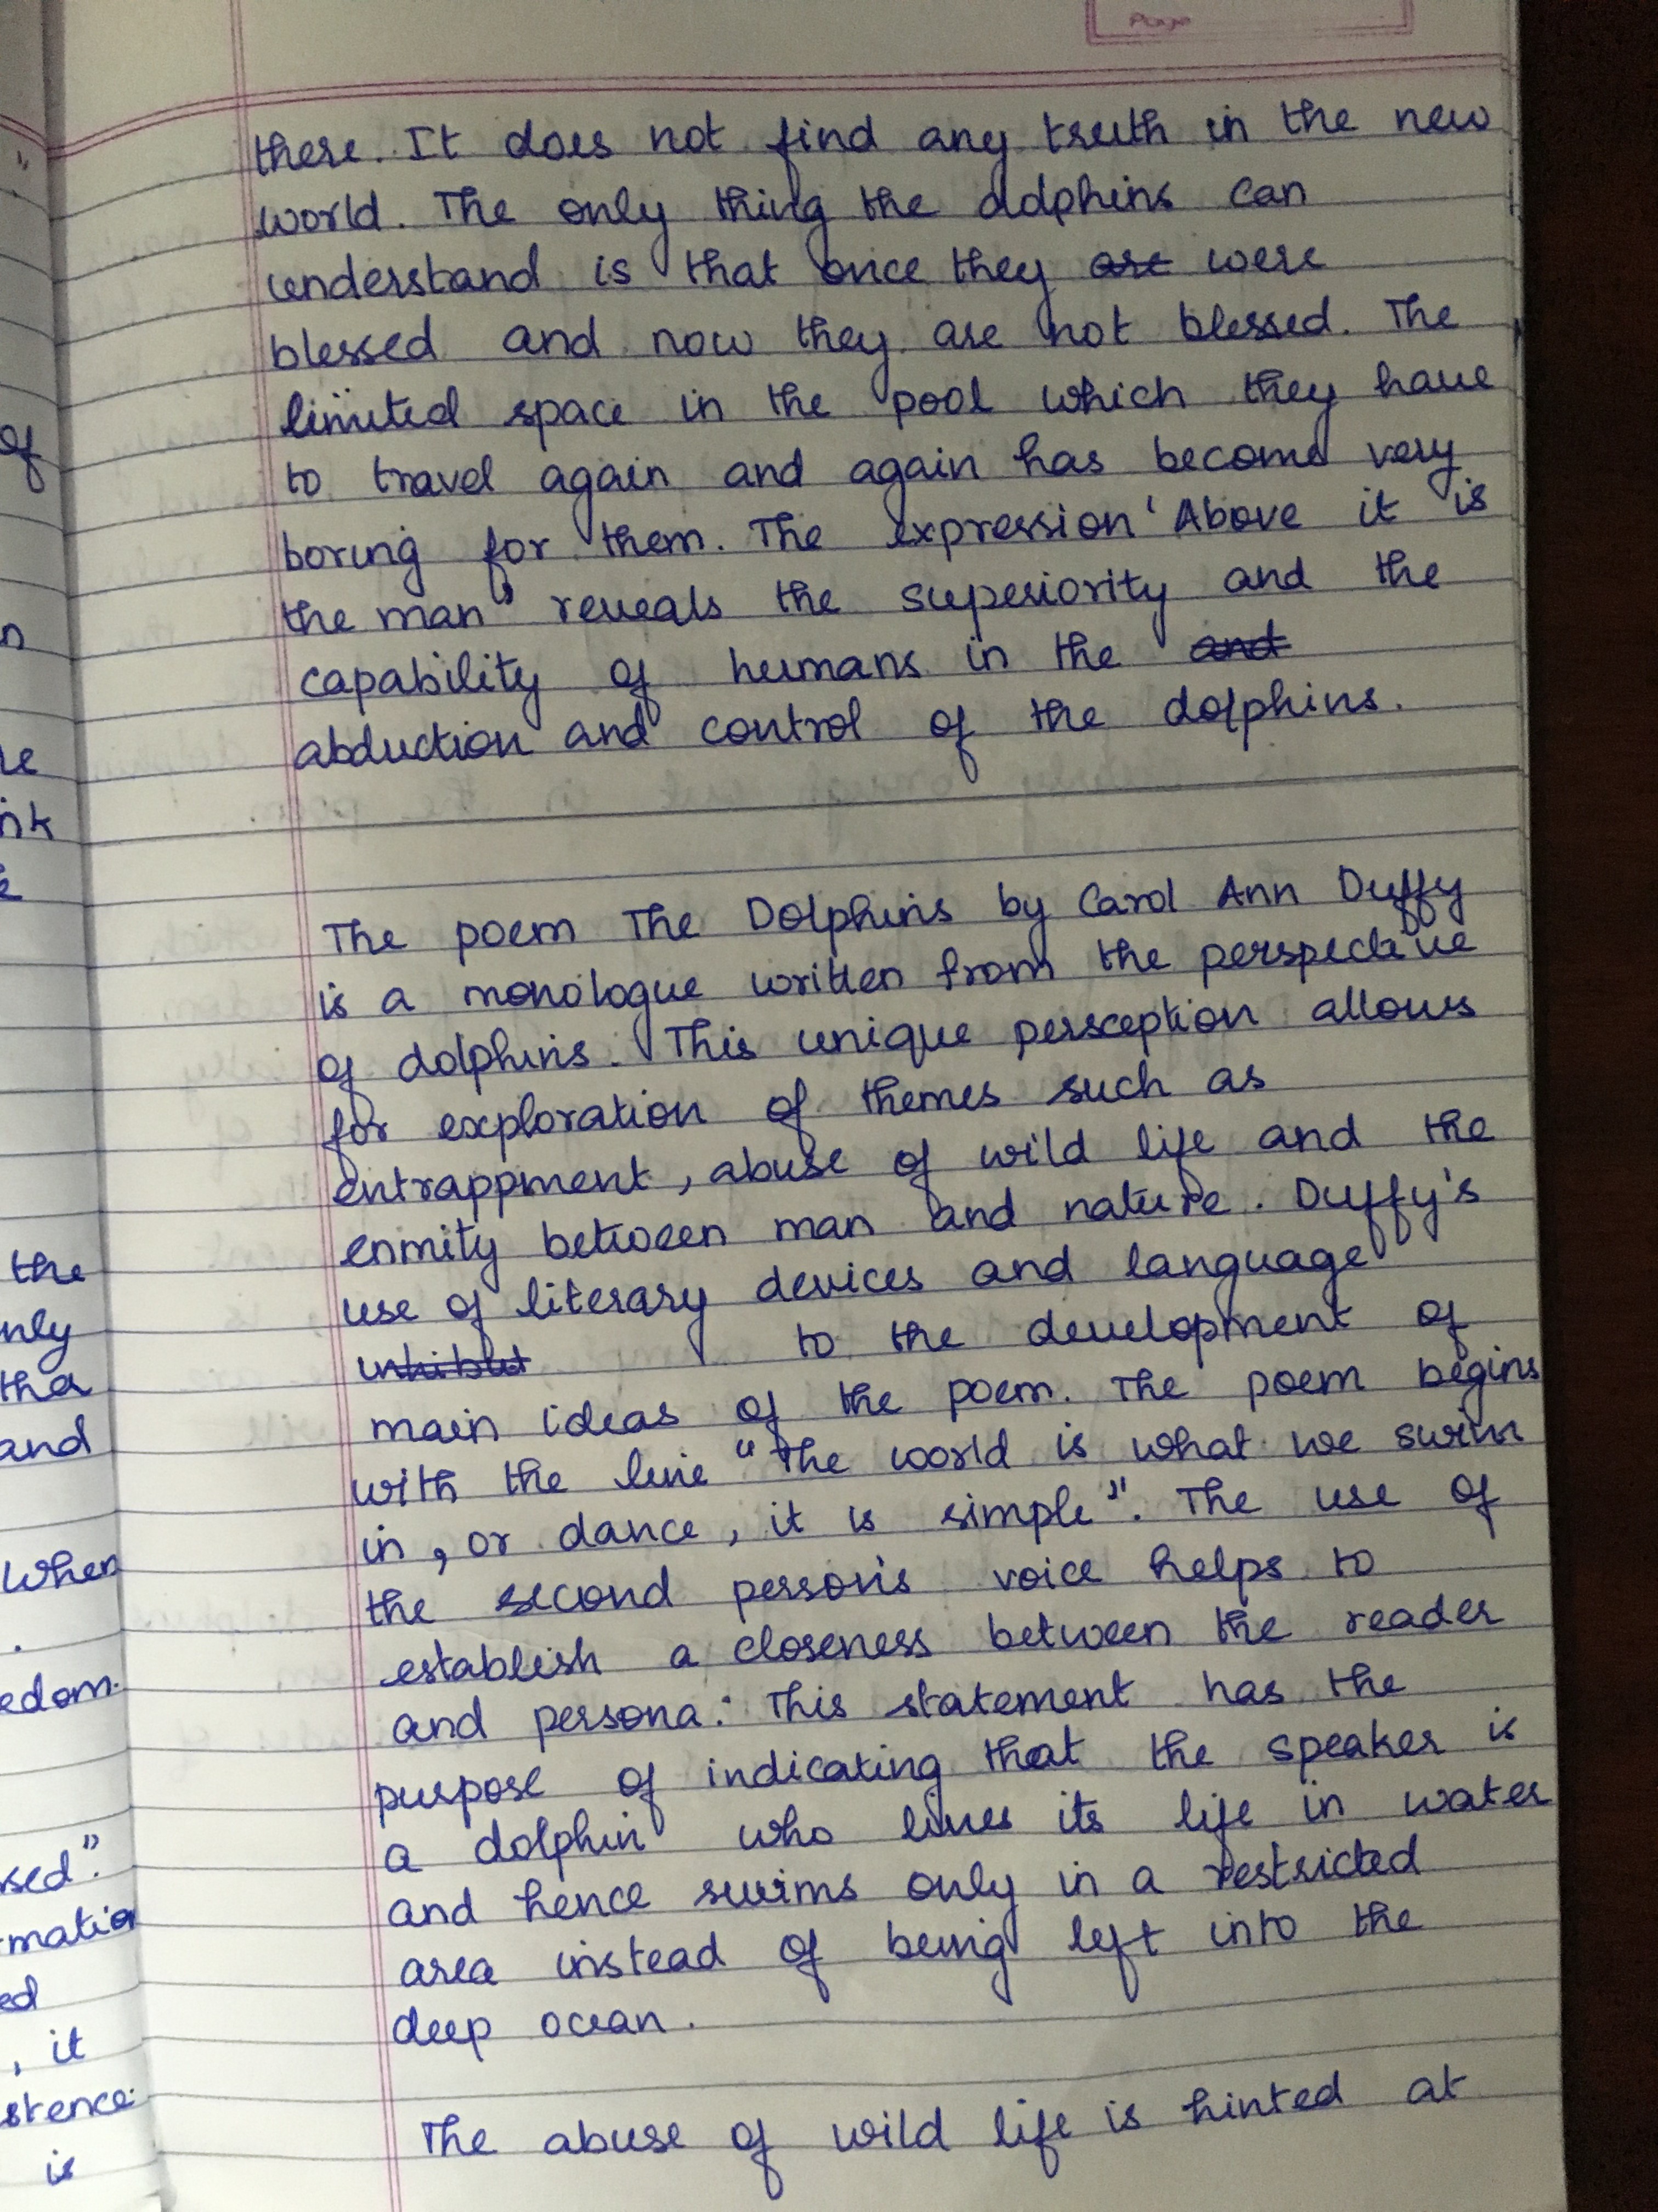 Page
there. It does not find any truth in the new
world. The only thing the dolphins can
understand is that once they are were
blessed and now they are not blessed. The
limited space in the pool which they have
to travel again and again has become very
boring for them. The expression 'Above it is
the man" reveals the superiority and the
capability of humans in the and
abduction and control of the dolphins.
The poem The Dolphins by Carol Ann Duffy
is a monologue written from the perspective
of dolphins. This unique persception allows
for exploration of themes such as
entrappment, abuse of wild life and the
enmity between man and nature. Duffy's
use of literary devices and language
to the development of
main ideas of the poem. The poem begins
with the line "The world is what we swim
in, or dance, it is simple". The use of
the second person's voice helps to
establish a closeness between the reader
and persona. This statement has the
purpose of indicating that the speaker is
a dolphin who lives its life in water
and hence swims only in a restricted
area instead of being left into the
deep ocean.
The abuse of wild life is hinted at
of
the
and
When
edom.
sed".
ed
, it
stence.
is